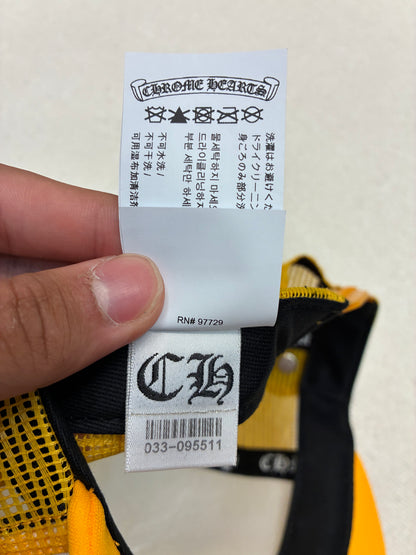 CHROME HEARTS
洗濯はお避けくだ
ドライクリーニン
身ごろのみ部分洗
물세탁하지 마세요
드라이클리닝하지
부분 세탁만 하세
不可水洗/
不可干洗/
可用湿布加清洁剂
RN# 97729
CH
033-095511
CH